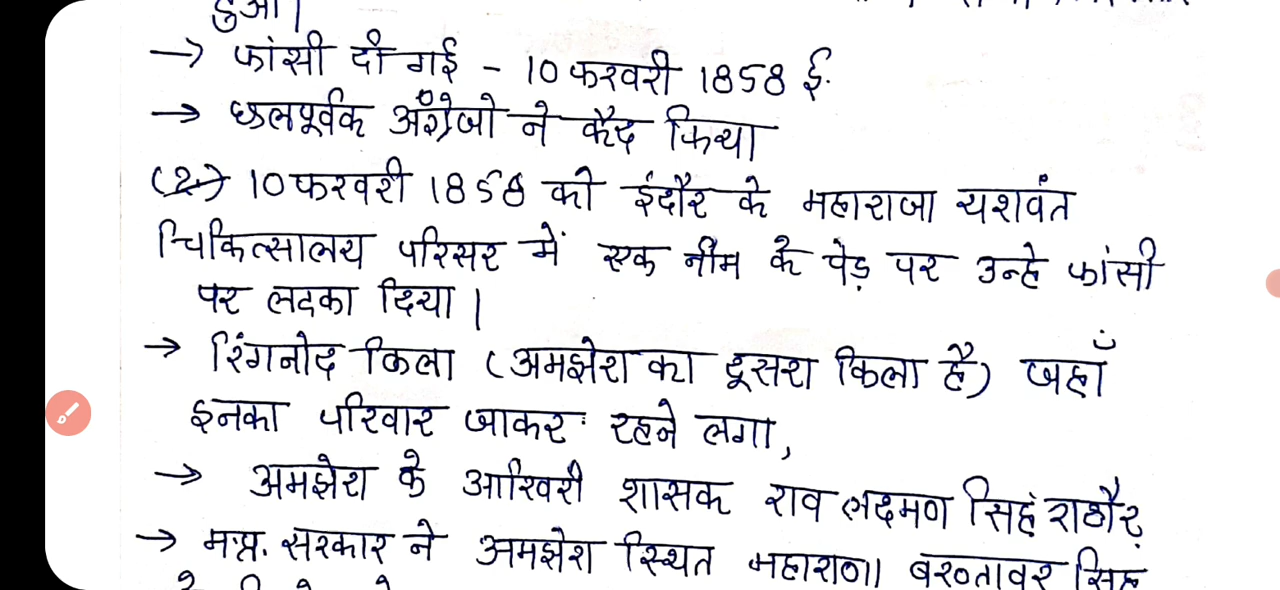 हुआ।
→ फांसी दी गई - 10 फरवरी 1858 ई.
→ छलपूर्वक अँग्रेजो ने कैद किया
(2) 10 फरवरी 1858 को इंदौर के महाराजा यशवंत
चिकित्सालय परिसर में एक नीम के पेड़ पर उन्हे फांसी
पर लटका दिया।
→ रिंगनोद किला (अमझेरा का दूसरा किला है) जहाँ
इनका परिवार जाकर रहने लगा,
→ अमझेरा के आखिरी शासक राव लक्ष्मण सिहं राठौर
→ म.प्र. सरकार ने अमझेरा स्थित महाराणा बख्तावर सिंह